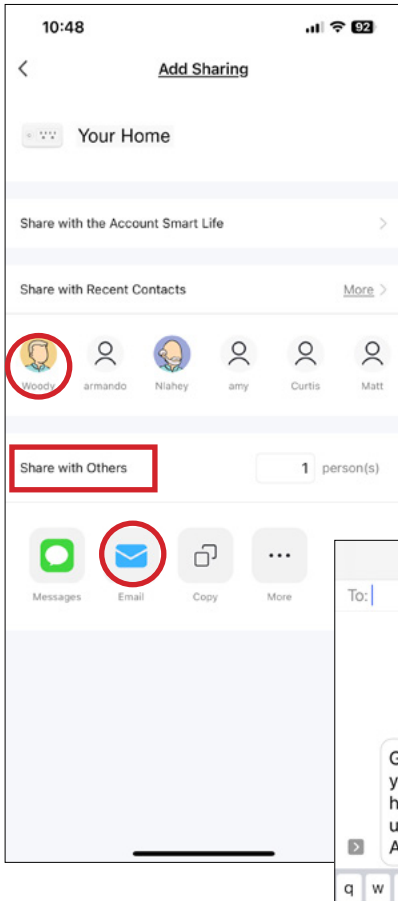 10:48 92
Add Sharing
Your Home
Share with the Account Smart Life
Share with Recent Contacts More
Woody armando Nlahey amy Curtis Matt
Share with Others 1 person(s)
Messages Email Copy More
To:
q w